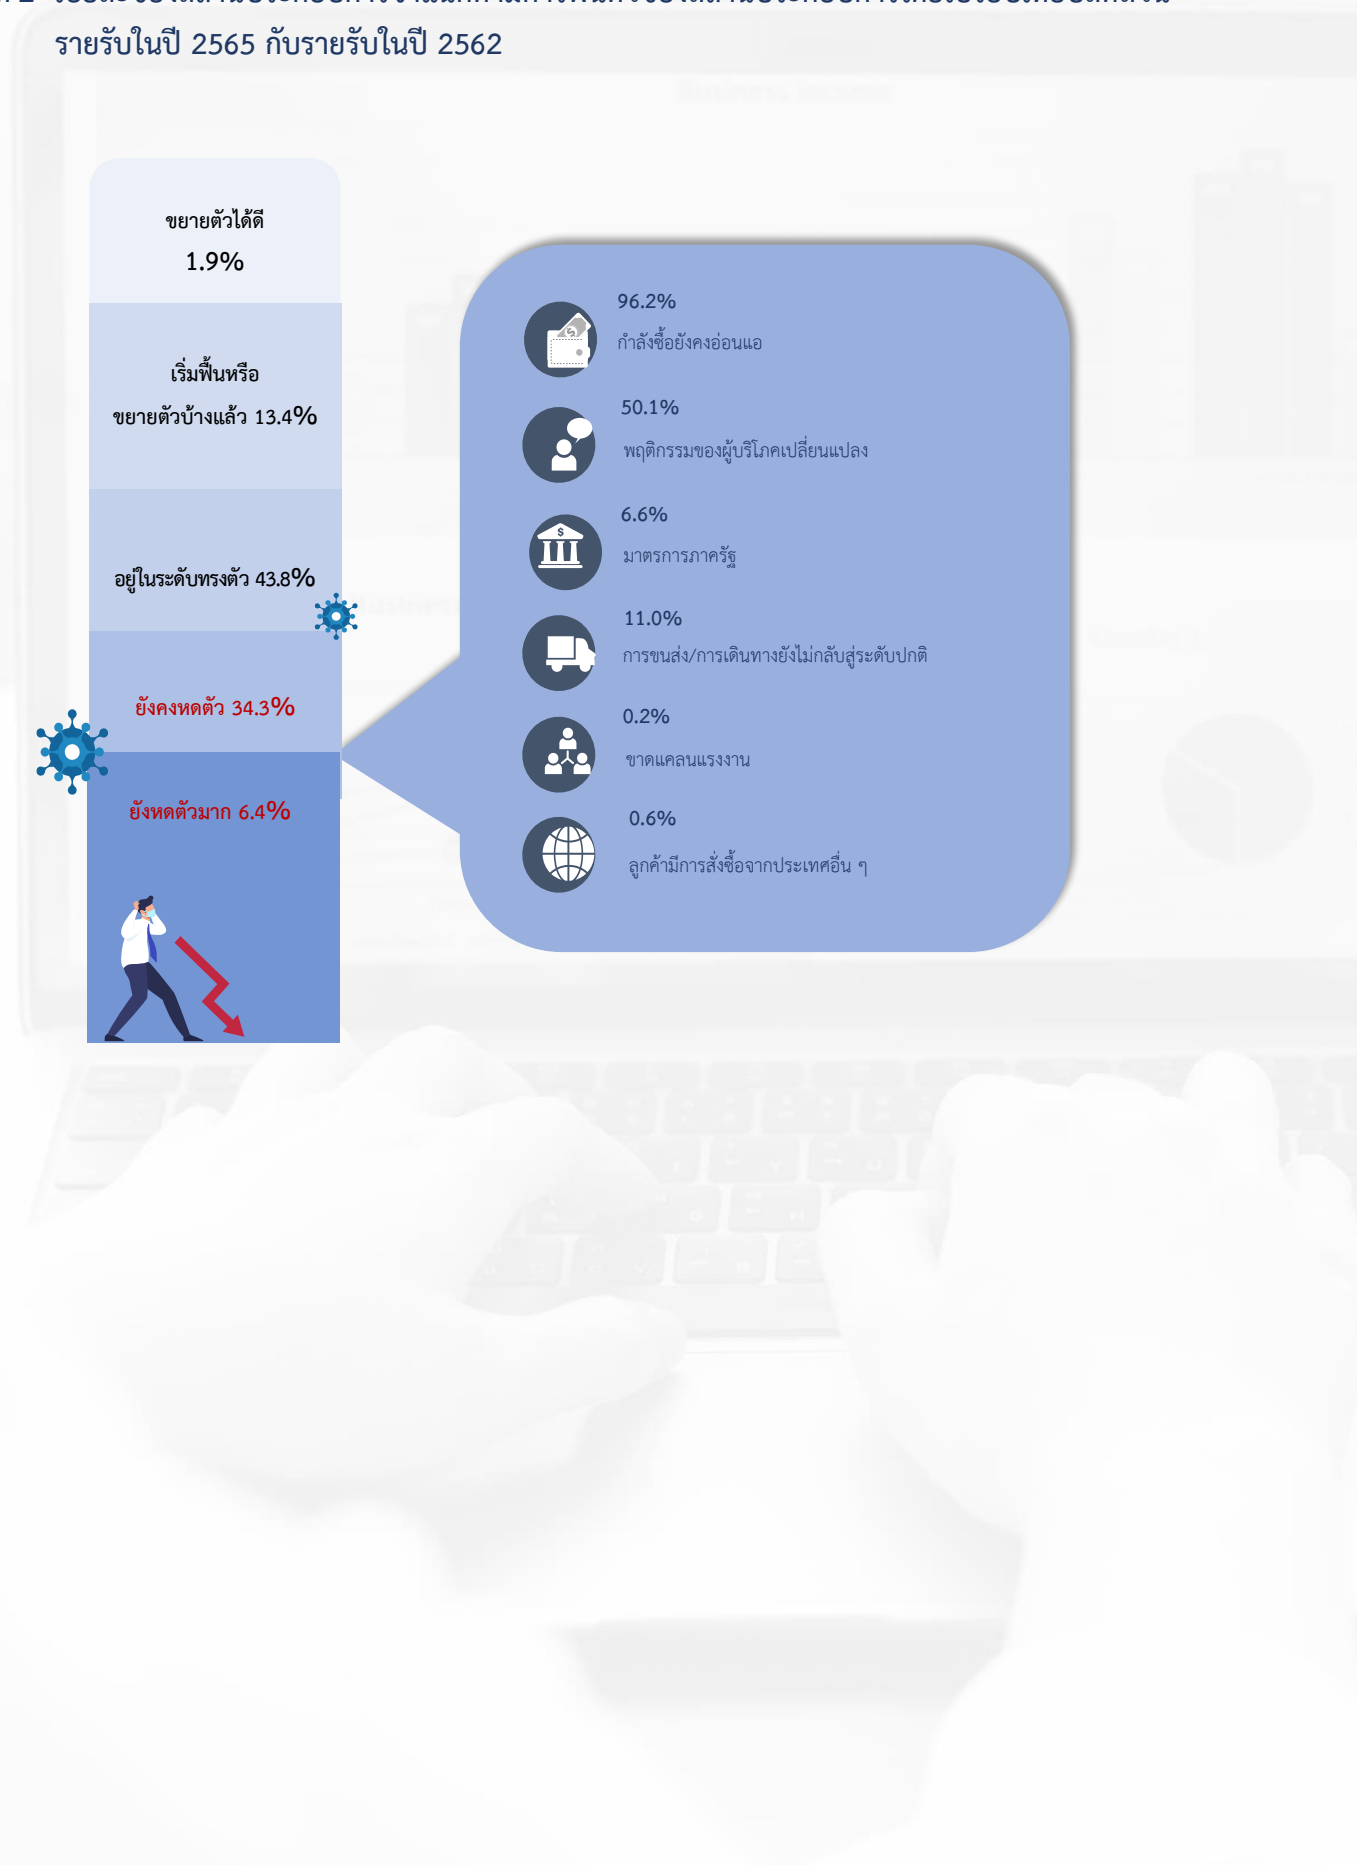 รายรับในปี 2565 กับรายรับในปี 2562
ขยายตัวได้ดี
1.9%
เริ่มฟื้นหรือ
ขยายตัวบ้างแล้ว 13.4%
อยู่ในระดับทรงตัว 43.8%
ยังคงหดตัว 34.3%
ยังหดตัวมาก 6.4%
96.2%
กำลังซื้อยังคงอ่อนแอ
50.1%
พฤติกรรมของผู้บริโภคเปลี่ยนแปลง
6.6%
มาตรการภาครัฐ
11.0%
การขนส่ง/การเดินทางยังไม่กลับสู่ระดับปกติ
0.2%
ขาดแคลนแรงงาน
0.6%
ลูกค้ามีการสั่งซื้อจากประเทศอื่น ๆ